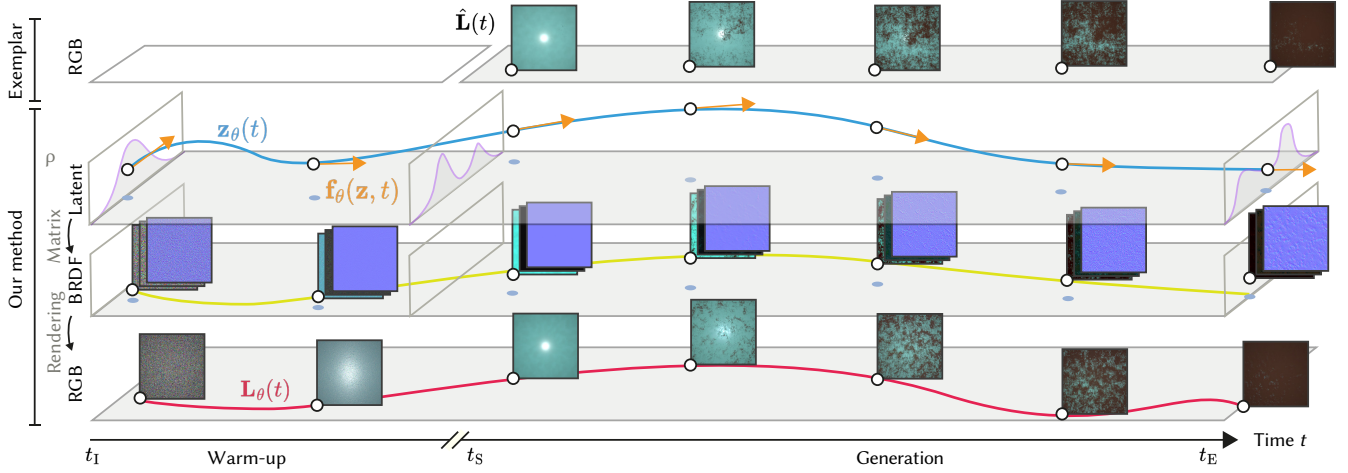 Exemplar
RGB
L̂(t)
Our method
ρ
Latent
z_θ(t)
f_θ(z, t)
Matrix
BRDF
Rendering
RGB
L_θ(t)
t_I
Warm-up
t_S
Generation
t_E
Time t